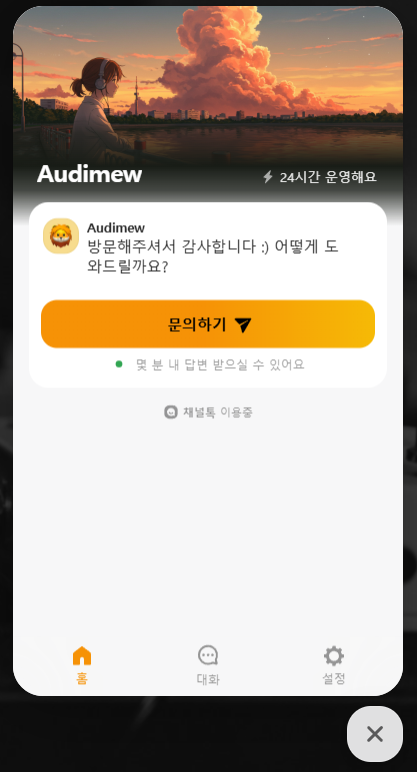 Audimew
24시간 운영해요
Audimew
방문해주셔서 감사합니다 :) 어떻게 도
와드릴까요?
문의하기
몇 분 내 답변 받으실 수 있어요
채널톡 이용중
홈
대화
설정